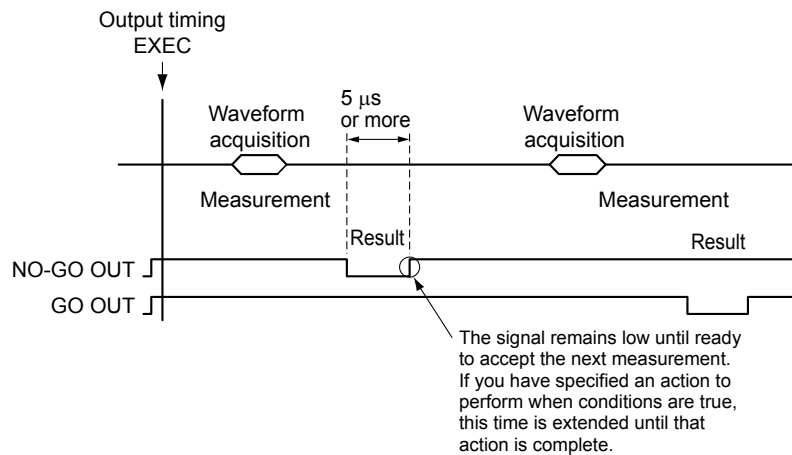 Output timing
EXEC
5 µs
or more
Waveform
acquisition
Waveform
acquisition
Measurement
Measurement
Result
Result
NO-GO OUT
GO OUT
The signal remains low until ready
to accept the next measurement.
If you have specified an action to
perform when conditions are true,
this time is extended until that
action is complete.